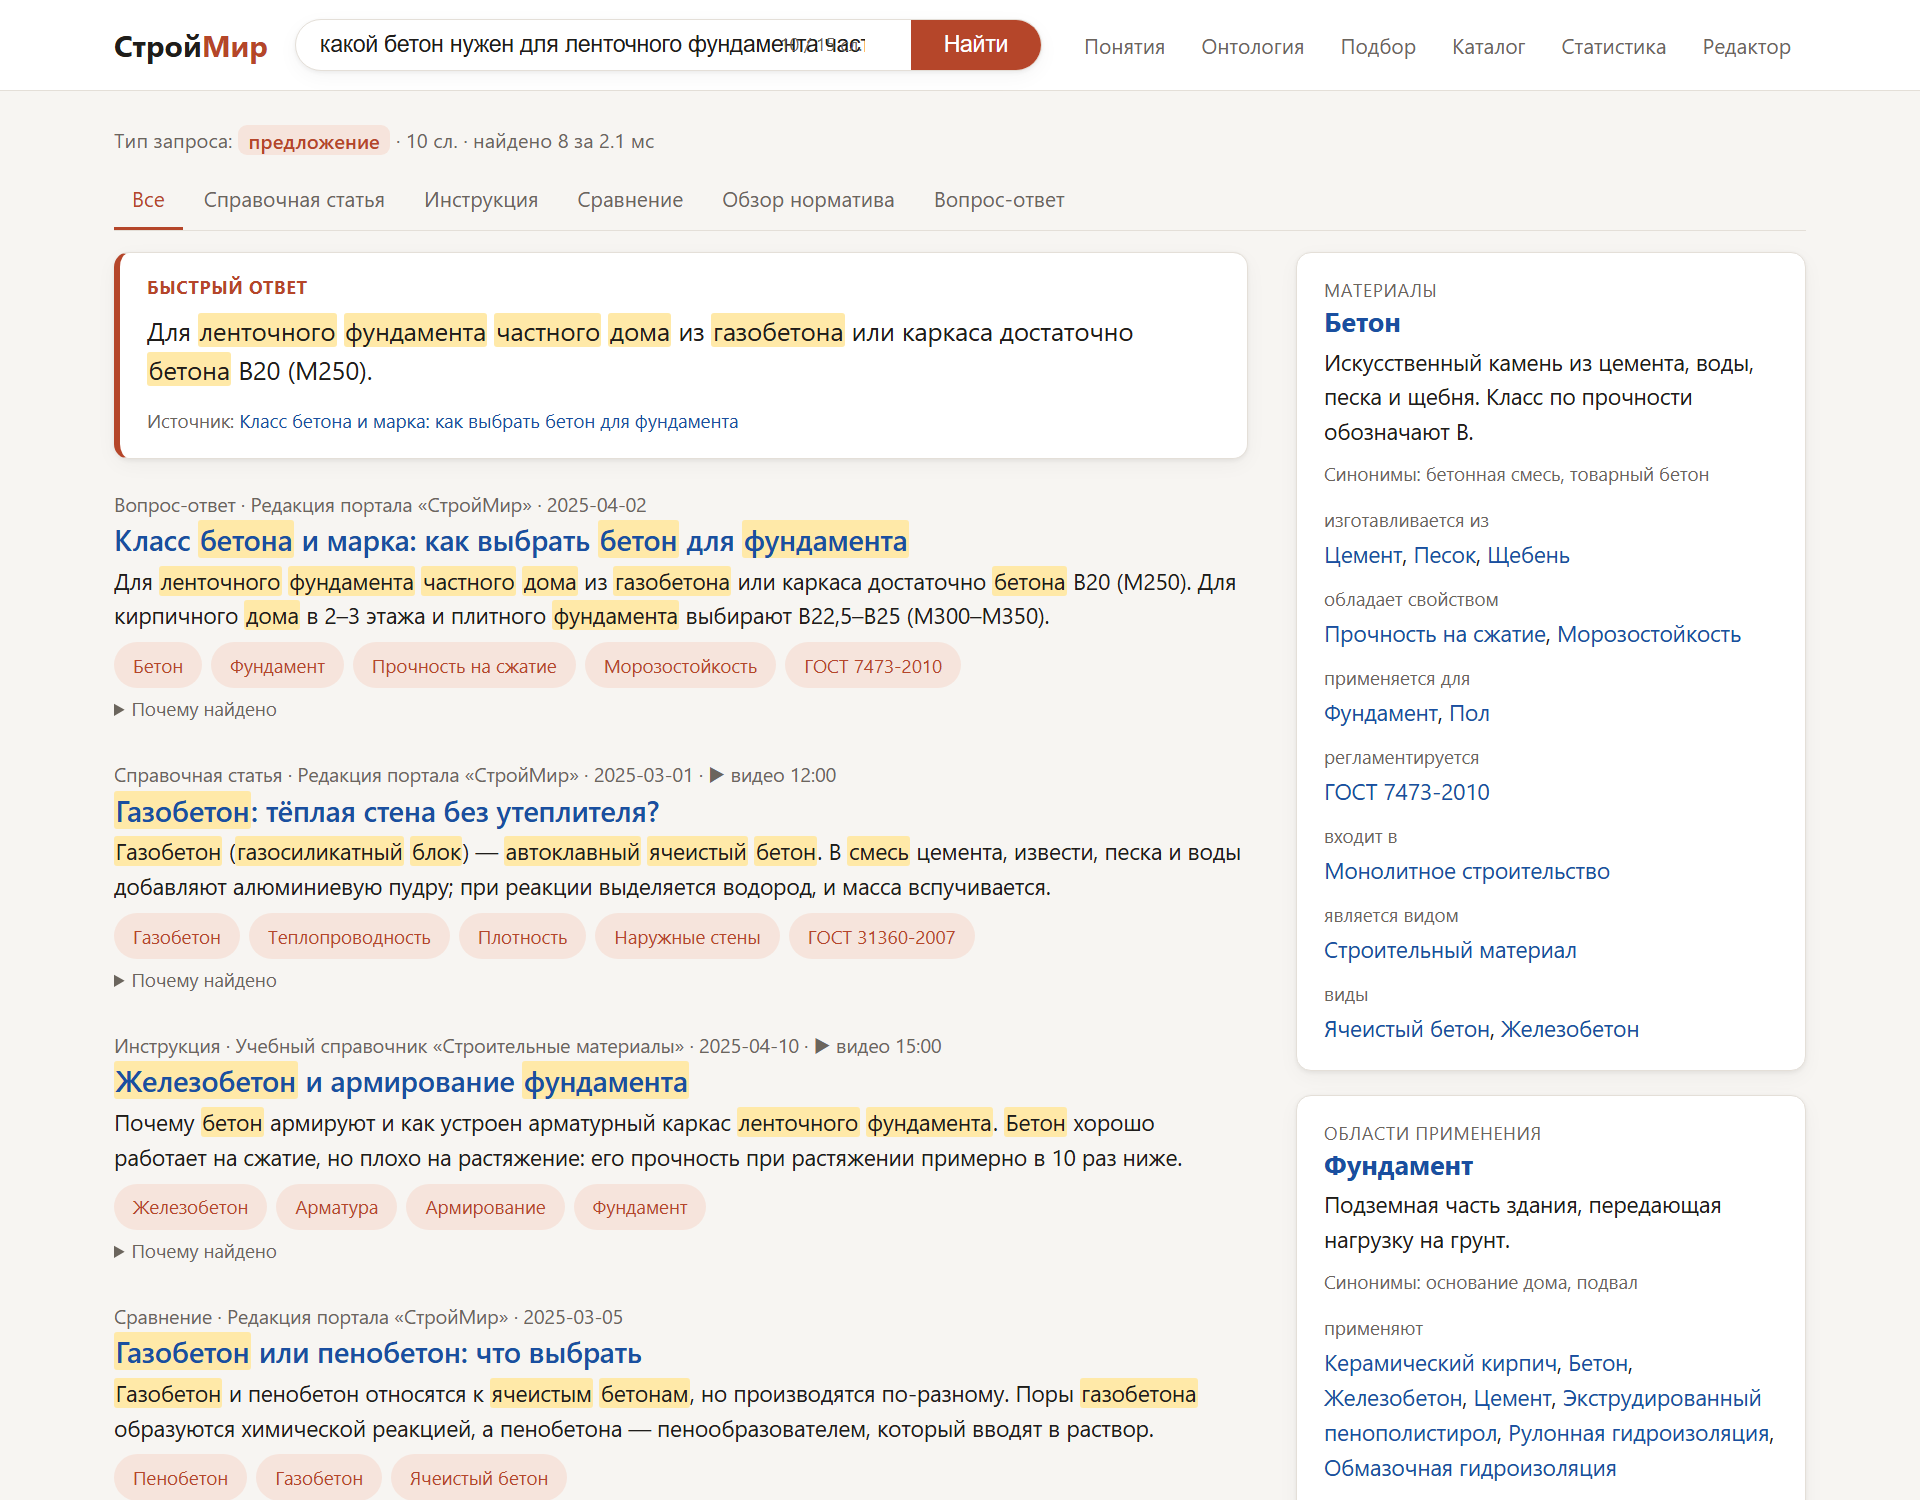 СтройМир
какой бетон нужен для ленточного фундамента част
Найти
Понятия
Онтология
Подбор
Каталог
Статистика
Редактор
Тип запроса: предложение · 10 сл. · найдено 8 за 2.1 мс
Все
Справочная статья
Инструкция
Сравнение
Обзор норматива
Вопрос-ответ
БЫСТРЫЙ ОТВЕТ
Для ленточного фундамента частного дома из газобетона или каркаса достаточно
бетона В20 (М250).
Источник: Класс бетона и марка: как выбрать бетон для фундамента
Вопрос-ответ · Редакция портала «СтройМир» · 2025-04-02
Класс бетона и марка: как выбрать бетон для фундамента
Для ленточного фундамента частного дома из газобетона или каркаса достаточно бетона В20 (М250). Для
кирпичного дома в 2–3 этажа и плитного фундамента выбирают В22,5–В25 (М300–М350).
Бетон
Фундамент
Прочность на сжатие
Морозостойкость
ГОСТ 7473-2010
▶ Почему найдено
Справочная статья · Редакция портала «СтройМир» · 2025-03-01 · ▶ видео 12:00
Газобетон: тёплая стена без утеплителя?
Газобетон (газосиликатный блок) — автоклавный ячеистый бетон. В смесь цемента, извести, песка и воды
добавляют алюминиевую пудру; при реакции выделяется водород, и масса вспучивается.
Газобетон
Теплопроводность
Плотность
Наружные стены
ГОСТ 31360-2007
▶ Почему найдено
Инструкция · Учебный справочник «Строительные материалы» · 2025-04-10 · ▶ видео 15:00
Железобетон и армирование фундамента
Почему бетон армируют и как устроен арматурный каркас ленточного фундамента. Бетон хорошо
работает на сжатие, но плохо на растяжение: его прочность при растяжении примерно в 10 раз ниже.
Железобетон
Арматура
Армирование
Фундамент
▶ Почему найдено
Сравнение · Редакция портала «СтройМир» · 2025-03-05
Газобетон или пенобетон: что выбрать
Газобетон и пенобетон относятся к ячеистым бетонам, но производятся по-разному. Поры газобетона
образуются химической реакцией, а пенобетона — пенообразователем, который вводят в раствор.
Пенобетон
Газобетон
Ячеистый бетон
МАТЕРИАЛЫ
Бетон
Искусственный камень из цемента, воды,
песка и щебня. Класс по прочности
обозначают В.
Синонимы: бетонная смесь, товарный бетон
изготавливается из
Цемент, Песок, Щебень
обладает свойством
Прочность на сжатие, Морозостойкость
применяется для
Фундамент, Пол
регламентируется
ГОСТ 7473-2010
входит в
Монолитное строительство
является видом
Строительный материал
виды
Ячеистый бетон, Железобетон
ОБЛАСТИ ПРИМЕНЕНИЯ
Фундамент
Подземная часть здания, передающая
нагрузку на грунт.
Синонимы: основание дома, подвал
применяют
Керамический кирпич, Бетон,
Железобетон, Цемент, Экструдированный
пенополистирол, Рулонная гидроизоляция,
Обмазочная гидроизоляция